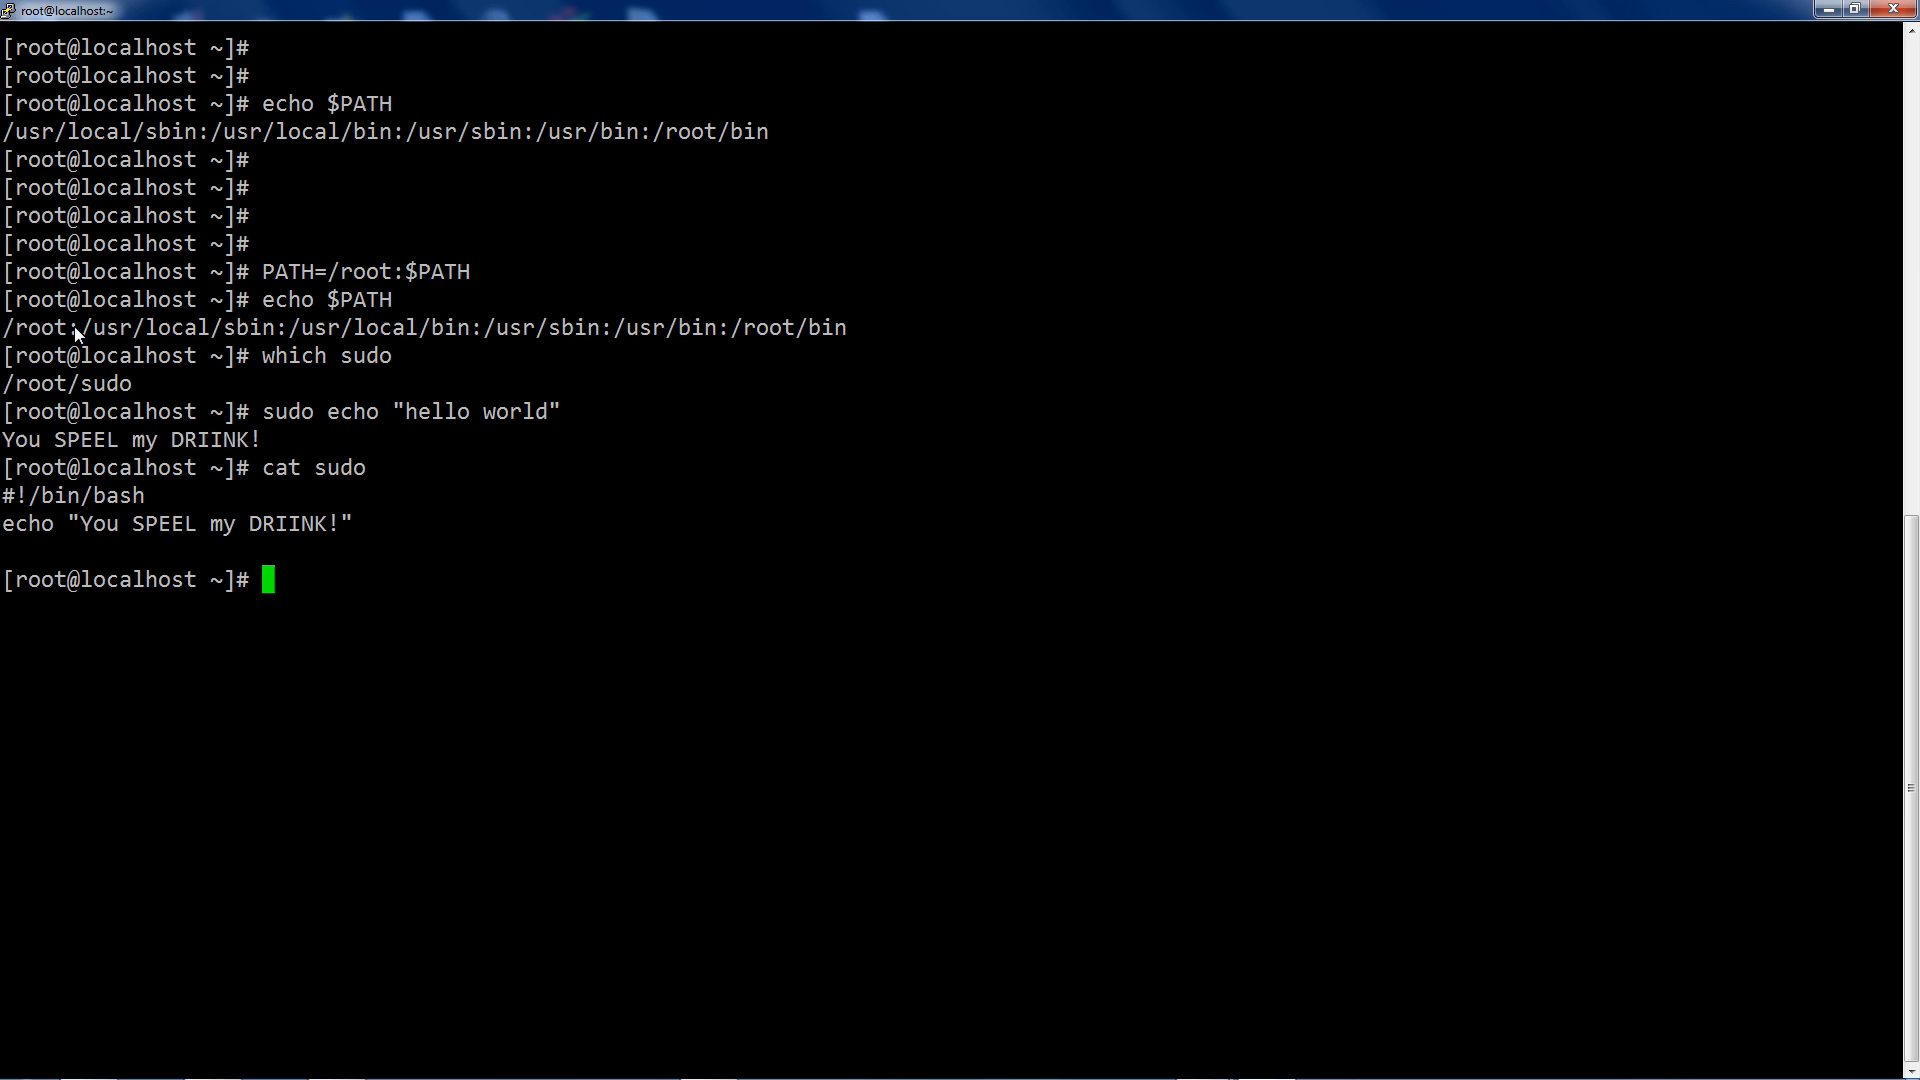 root@localhost:~
[root@localhost ~]#
[root@localhost ~]#
[root@localhost ~]# echo $PATH
/usr/local/sbin:/usr/local/bin:/usr/sbin:/usr/bin:/root/bin
[root@localhost ~]#
[root@localhost ~]#
[root@localhost ~]#
[root@localhost ~]#
[root@localhost ~]# PATH=/root:$PATH
[root@localhost ~]# echo $PATH
/root:/usr/local/sbin:/usr/local/bin:/usr/sbin:/usr/bin:/root/bin
[root@localhost ~]# which sudo
/root/sudo
[root@localhost ~]# sudo echo "hello world"
You SPEEL my DRIINK!
[root@localhost ~]# cat sudo
#!/bin/bash
echo "You SPEEL my DRIINK!"
[root@localhost ~]#